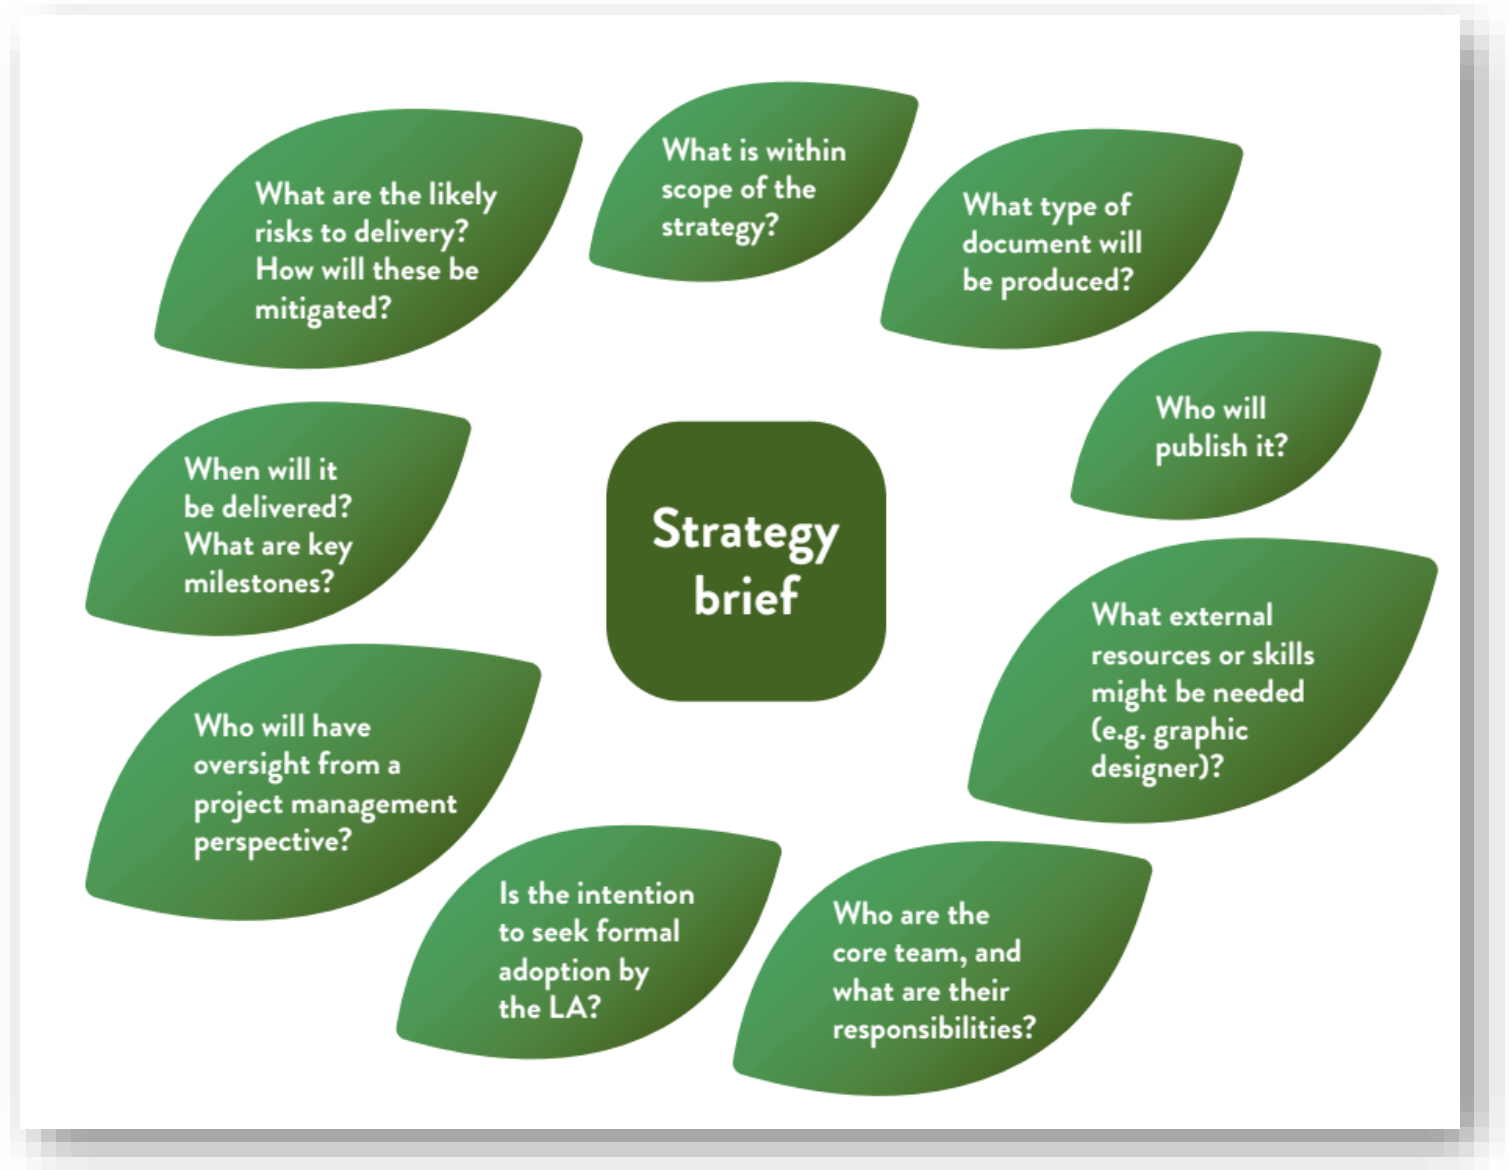 What is within
scope of the
strategy?
What type of
document will
be produced?
Who will
publish it?
What external
resources or skills
might be needed
(e.g. graphic
designer)?
Who are the
core team, and
what are their
responsibilities?
Is the intention
to seek formal
adoption by
the LA?
Who will have
oversight from a
project management
perspective?
When will it
be delivered?
What are key
milestones?
What are the likely
risks to delivery?
How will these be
mitigated?
Strategy
brief